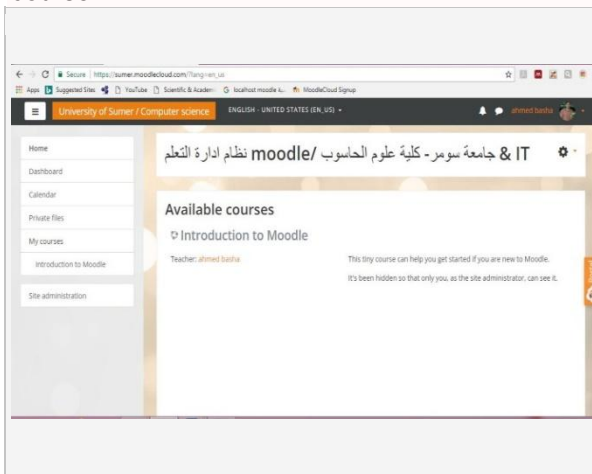 Secure | https://sumer.moodlecloud.com/?lang=en_us
Apps Suggested Sites YouTube Scientific & Academ localhost moodle MoodleCloud Signup
University of Sumer / Computer science ENGLISH - UNITED STATES (EN_US) ahmed basha
Home
Dashboard
Calendar
Private files
My courses
Introduction to Moodle
Site administration
نظام ادارة التعلم moodle/ جامعة سومر- كلية علوم الحاسوب & IT
Available courses
Introduction to Moodle
Teacher: ahmed basha
This tiny course can help you get started if you are new to Moodle.
It's been hidden so that only you, as the site administrator, can see it.